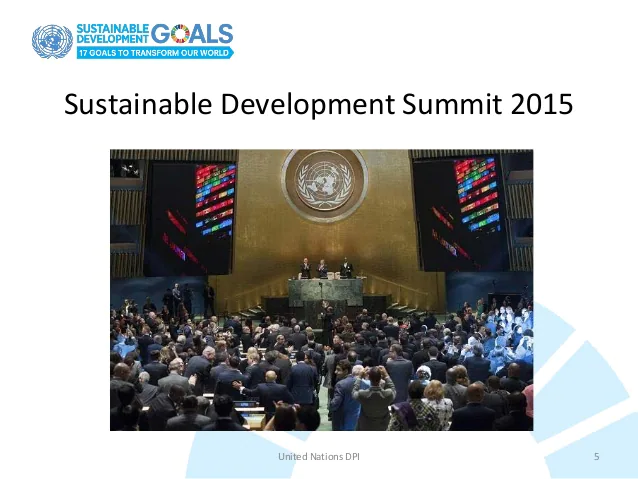 SUSTAINABLE
DEVELOPMENT GOALS
17 GOALS TO TRANSFORM OUR WORLD
Sustainable Development Summit 2015
United Nations DPI
5